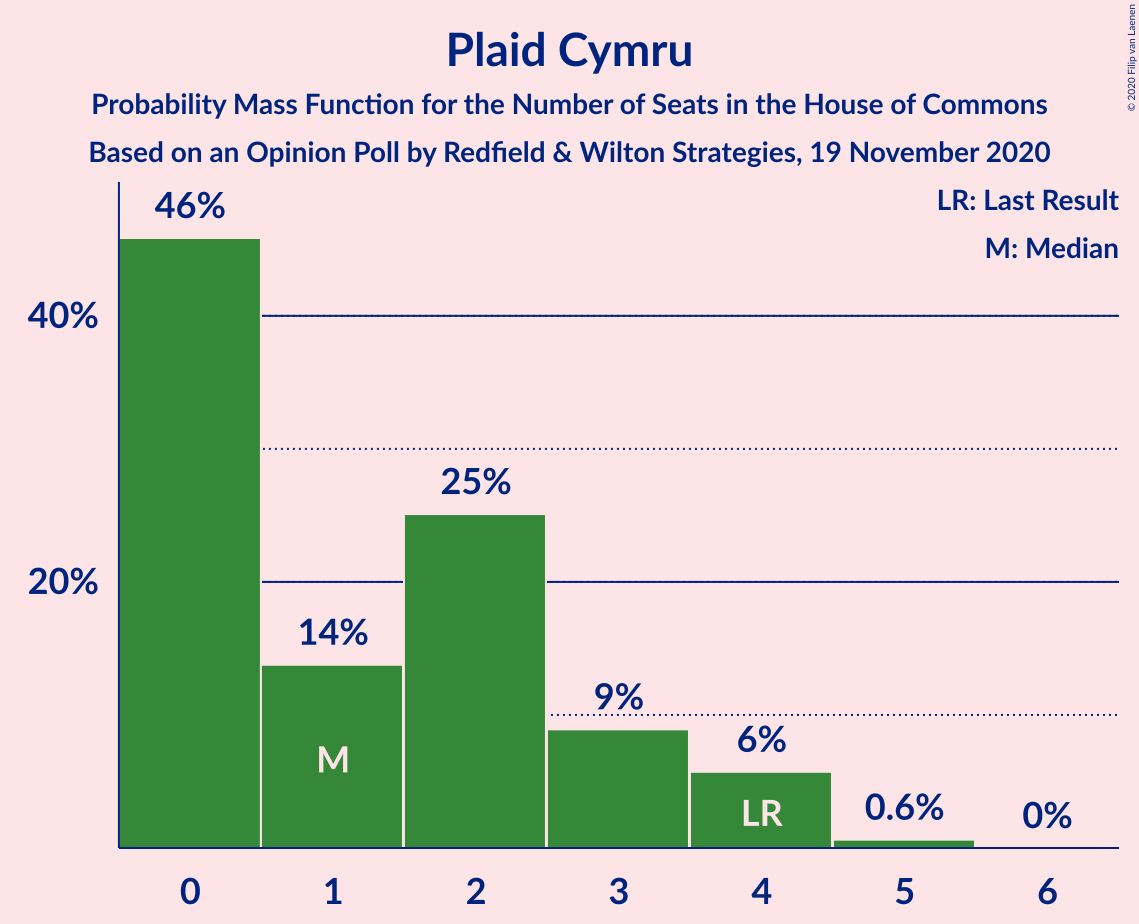 © 2020 Filip van Laenen
Plaid Cymru
Probability Mass Function for the Number of Seats in the House of Commons
Based on an Opinion Poll by Redfield & Wilton Strategies, 19 November 2020
LR: Last Result
M: Median
46%
40%
25%
20%
14%
9%
6%
M
LR
0.6%
0%
0 1 2 3 4 5 6